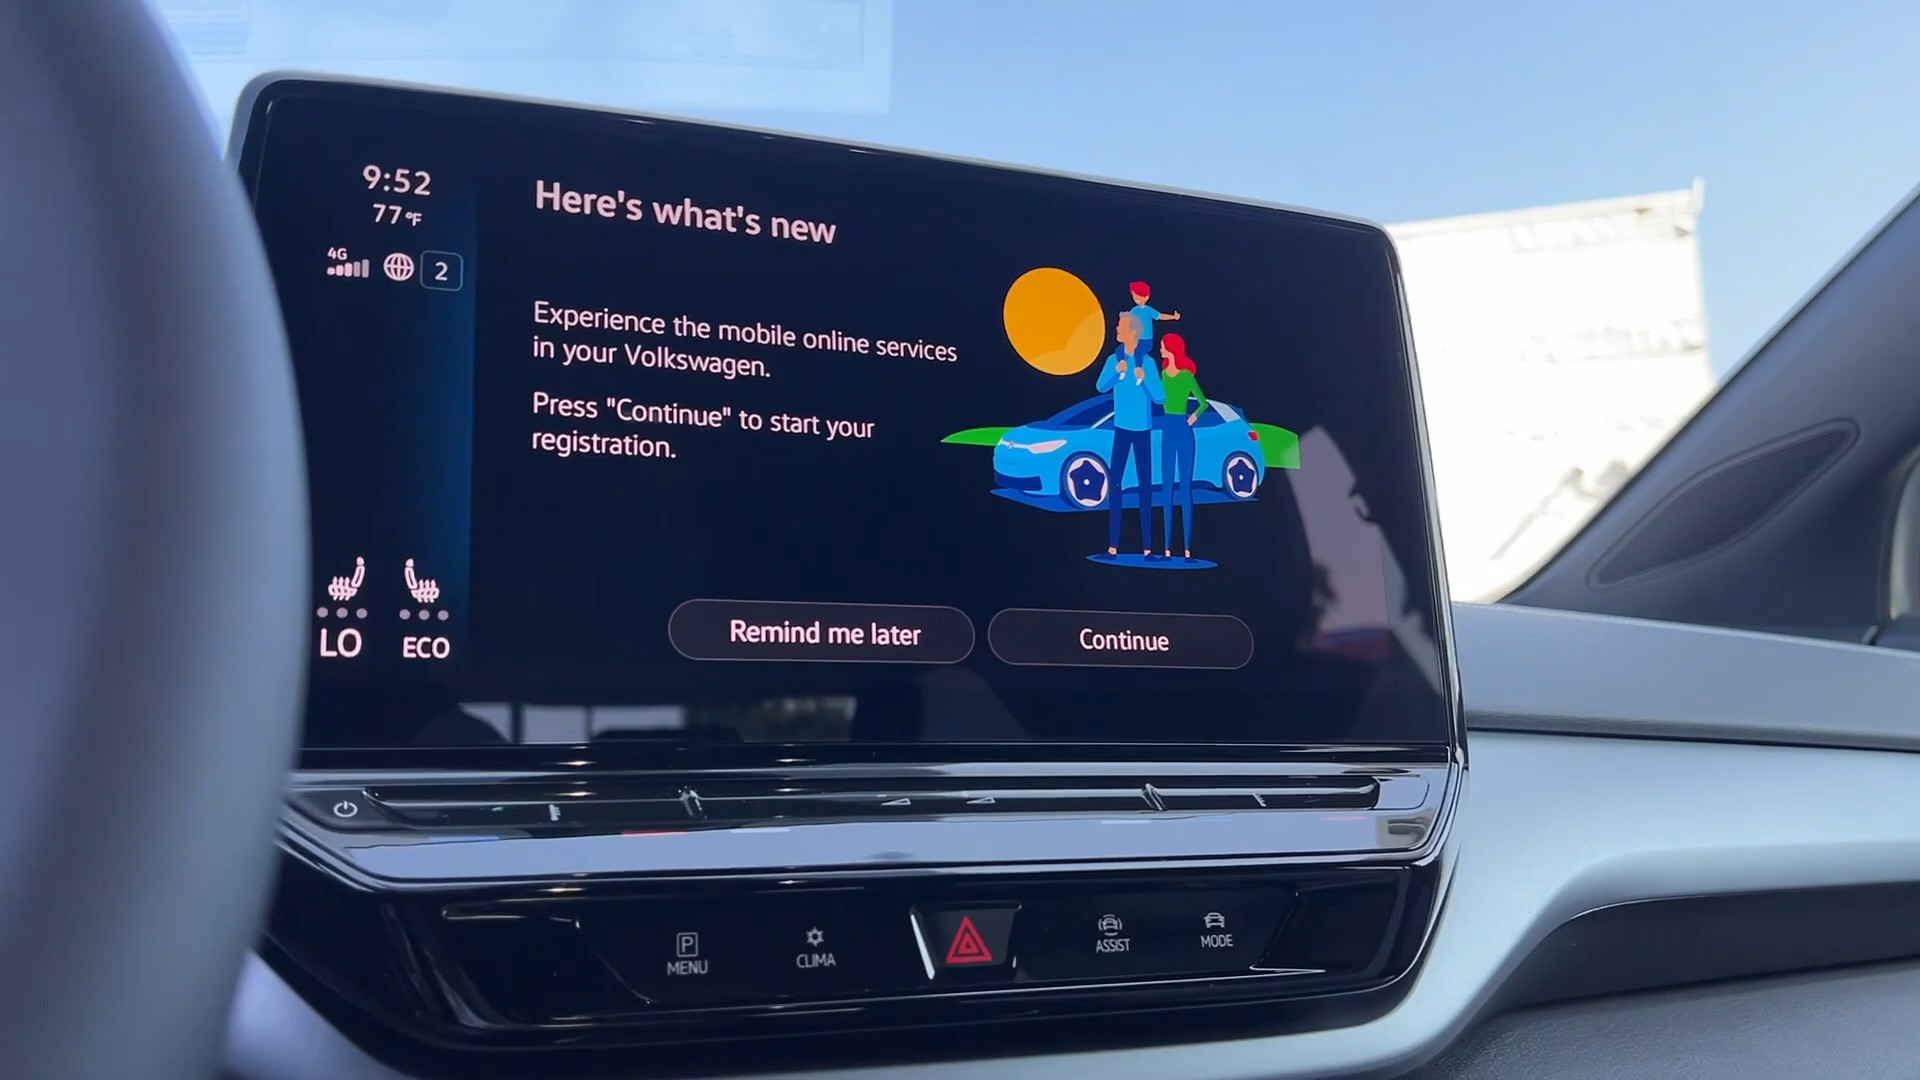 9:52
77°F
4G
2
Here's what's new
Experience the mobile online services
in your Volkswagen.
Press "Continue" to start your
registration.
LO
ECO
Remind me later
Continue
P
MENU
CLIMA
ASSIST
MODE